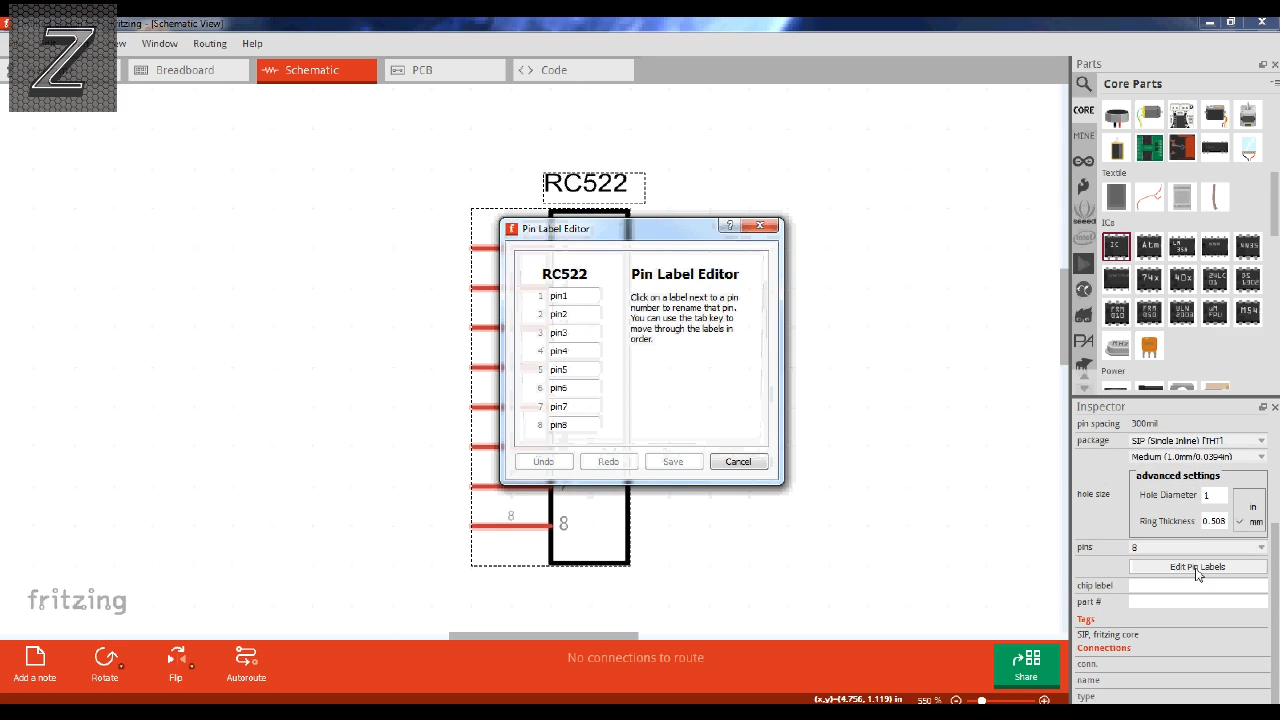 Z
Fritzing - [Schematic View]
Window Routing Help
Breadboard
Schematic
PCB
Code
RC522
Pin Label Editor
RC522
1 pin1
2 pin2
3 pin3
4 pin4
5 pin5
6 pin6
7 pin7
8 pin8
Pin Label Editor
Click on a label next to a pin
number to rename that pin.
You can use the tab key to
move through the labels in
order.
Undo Redo Save Cancel
8 8
fritzing
Add a note
Rotate
Flip
Autoroute
No connections to route
Share
(x,y)=(4.756, 1.119) in 550 %
Parts
Core Parts
CORE
MINE
Textile
ICs
Power
Inspector
pin spacing 300mil
package SIP (Single Inline) [THT]
Medium (1.0mm/0.0394in)
advanced settings
hole size
Hole Diameter 1
in
Ring Thickness 0.508
mm
pins 8
Edit Pin Labels
chip label
part #
Tags
SIP, fritzing core
Connections
conn.
name
type